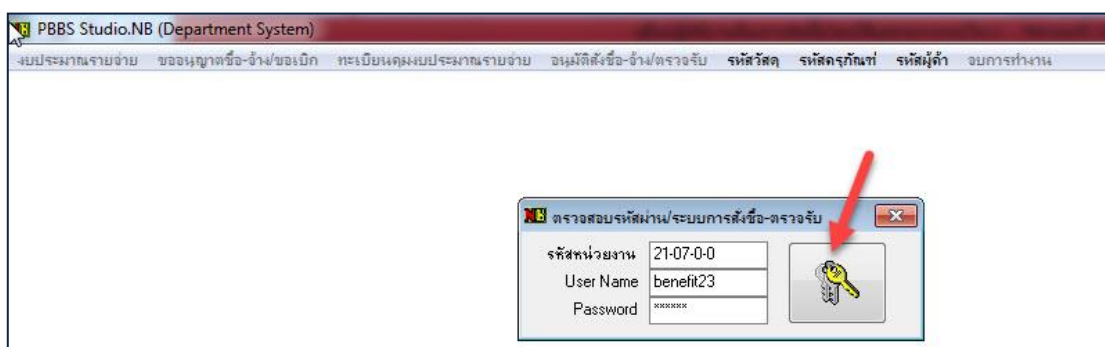 PBBS Studio.NB (Department System)
งบประมาณรายจ่าย ขออนุญาตซื้อ-จ้าง/ขอเบิก ทะเบียนคุมงบประมาณรายจ่าย อนุมัติสั่งซื้อ-จ้าง/ตรวจรับ รหัสวัสดุ รหัสครุภัณฑ์ รหัสผู้ค้า จบการทำงาน
ตรวจสอบรหัสผ่าน/ระบบการสั่งซื้อ-ตรวจรับ
รหัสหน่วยงาน 21-07-0-0
User Name benefit23
Password ******